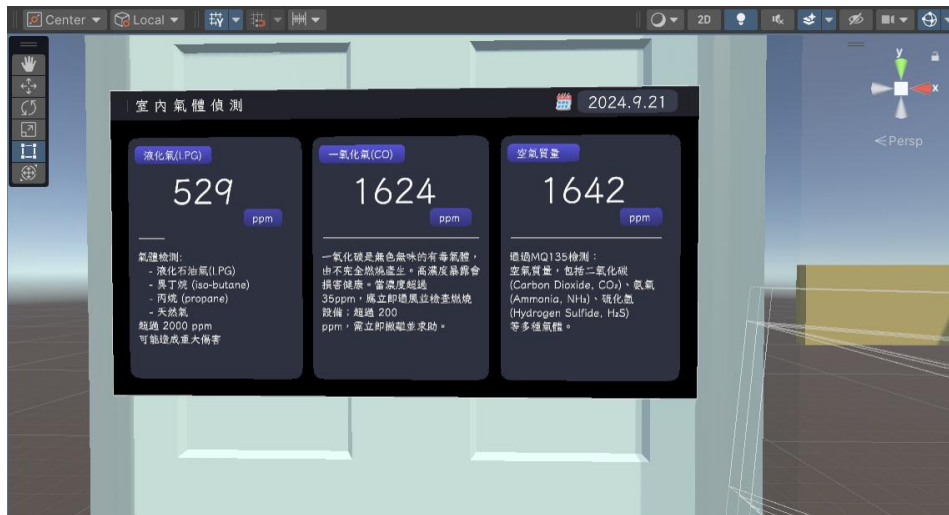 Center
Local
2D
y
x
Persp
室內氣體偵測
2024.9.21
液化氣(LPG)
529
ppm
氣體檢測:
- 液化石油氣(LPG)
- 異丁烷 (iso-butane)
- 丙烷 (propane)
- 天然氣
超過 2000 ppm
可能造成重大傷害
一氧化氣(CO)
1624
ppm
一氧化碳是無色無味的有毒氣體，
由不完全燃燒產生。高濃度暴露會
損害健康。當濃度超過
35ppm，應立即通風並檢查燃燒
設備；超過 200
ppm，需立即撤離並求助。
空氣質量
1642
ppm
通過MQ135檢測：
空氣質量，包括二氧化碳
(Carbon Dioxide, CO₂)、氨氣
(Ammonia, NH₃)、硫化氫
(Hydrogen Sulfide, H₂S)
等多種氣體。